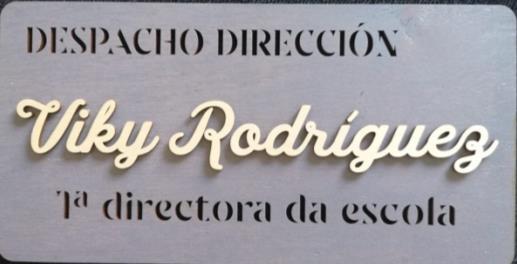 DESPACHO DIRECCIÓN
Viky Rodríguez
1ª directora da escola